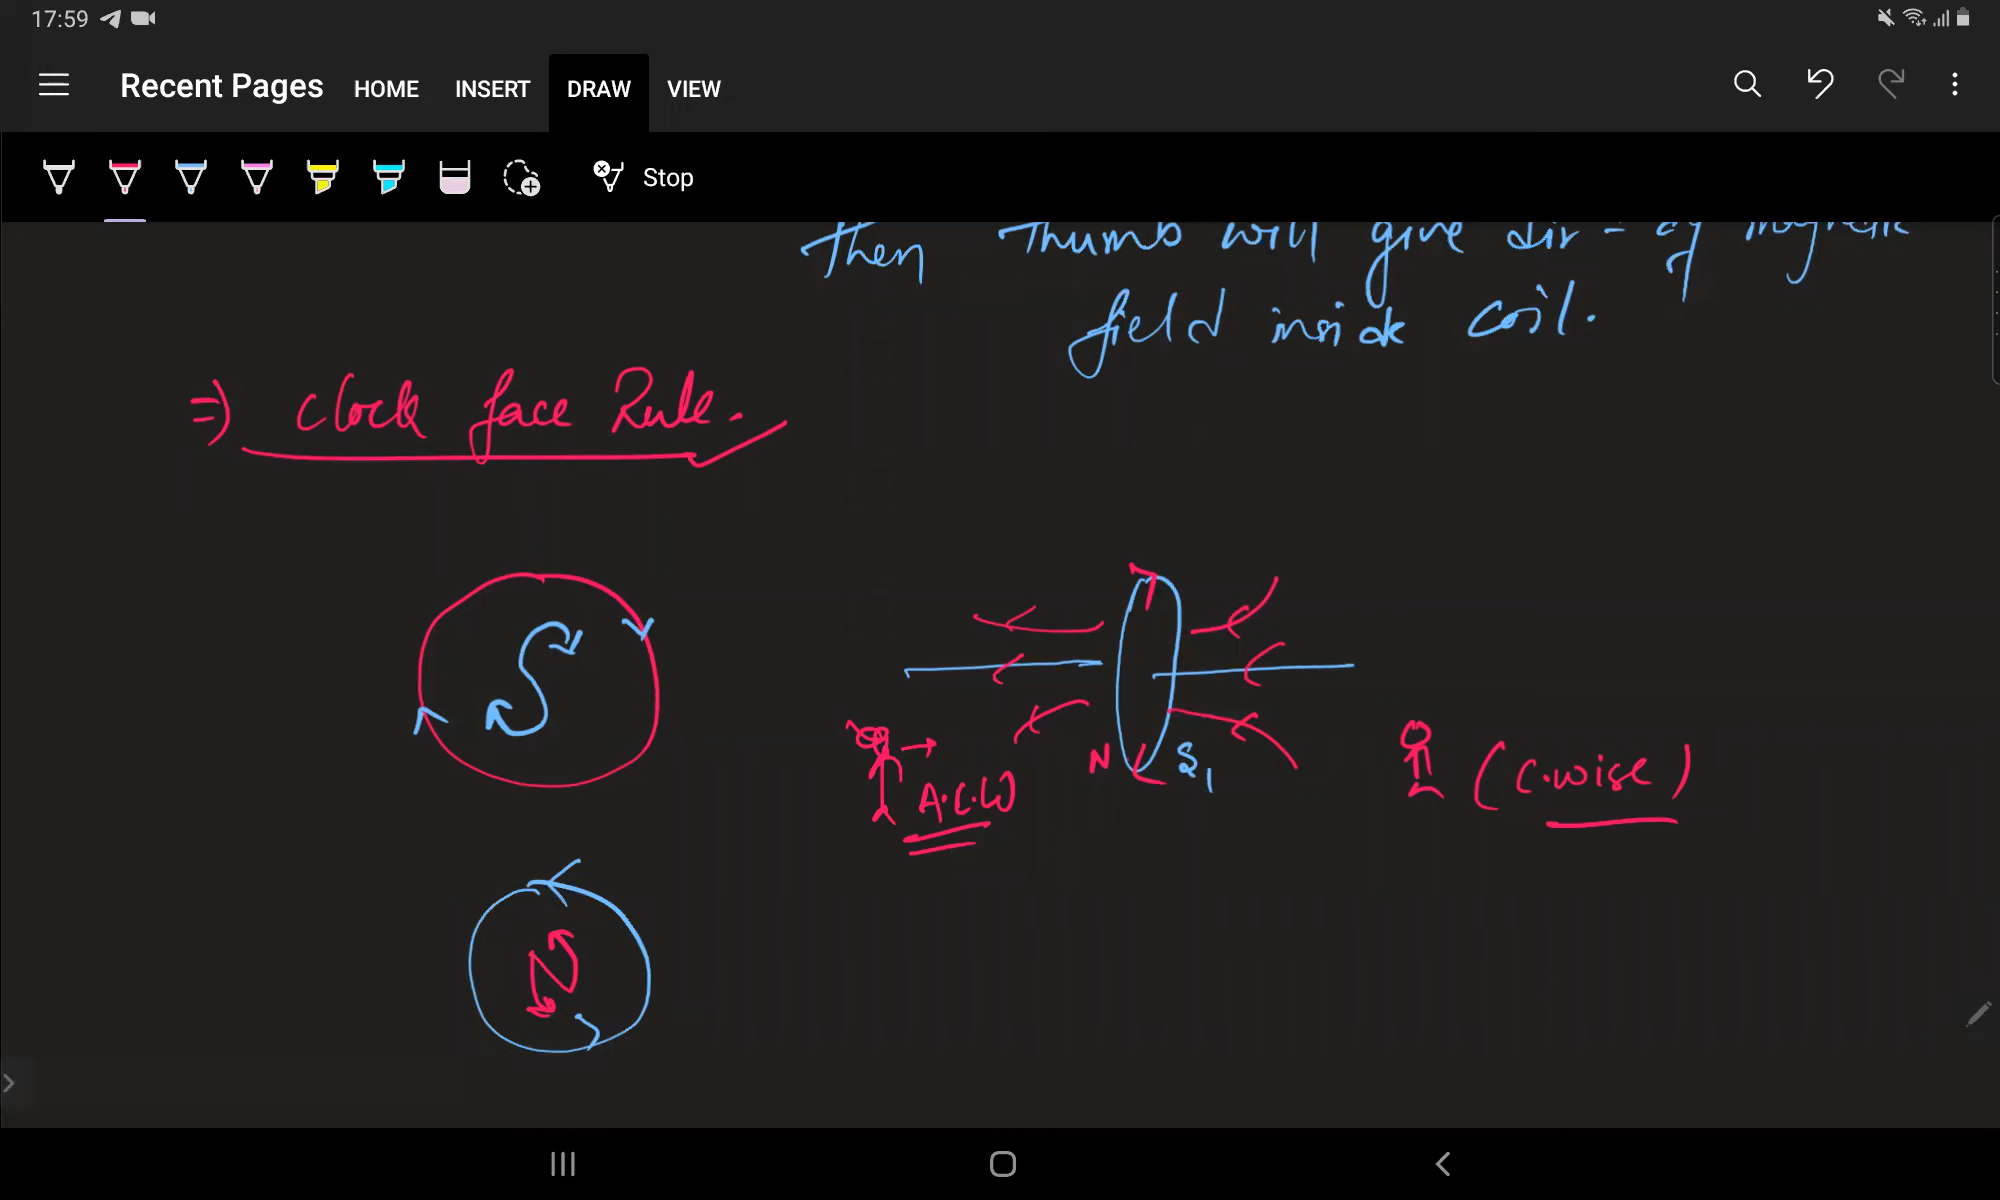 17:59
Recent Pages HOME INSERT DRAW VIEW
Stop
Then Thumb will give dir- of magnetic
field inside coil.
=) Clock face Rule.
S
N S
A.C.W
(C.wise)
N